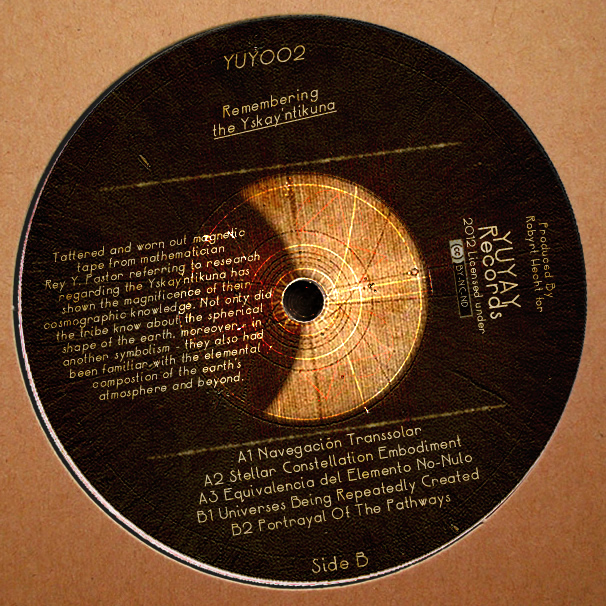 YUY002
Remembering
the Yskay'ntikuna
Tattered and worn out magnetic
tape from mathematician
Rey Y. Pastor referring to research
regarding the Yskay'ntikuna has
shown the magnificence of their
cosmographic knowledge. Not only did
the tribe know about the spherical
shape of the earth, moreover - in
another symbolism - they also had
been familiar with the elemental
compostion of the earth's
atmosphere and beyond.
Produced By
Robynt Hecht for
YUYAY
Records
2012 Licensed under
(cc) BY:NC:ND
A1 Navegación Transsolar
A2 Stellar Constellation Embodiment
A3 Equivalencia del Elemento No-Nulo
B1 Universes Being Repeatedly Created
B2 Portrayal Of The Pathways
Side B